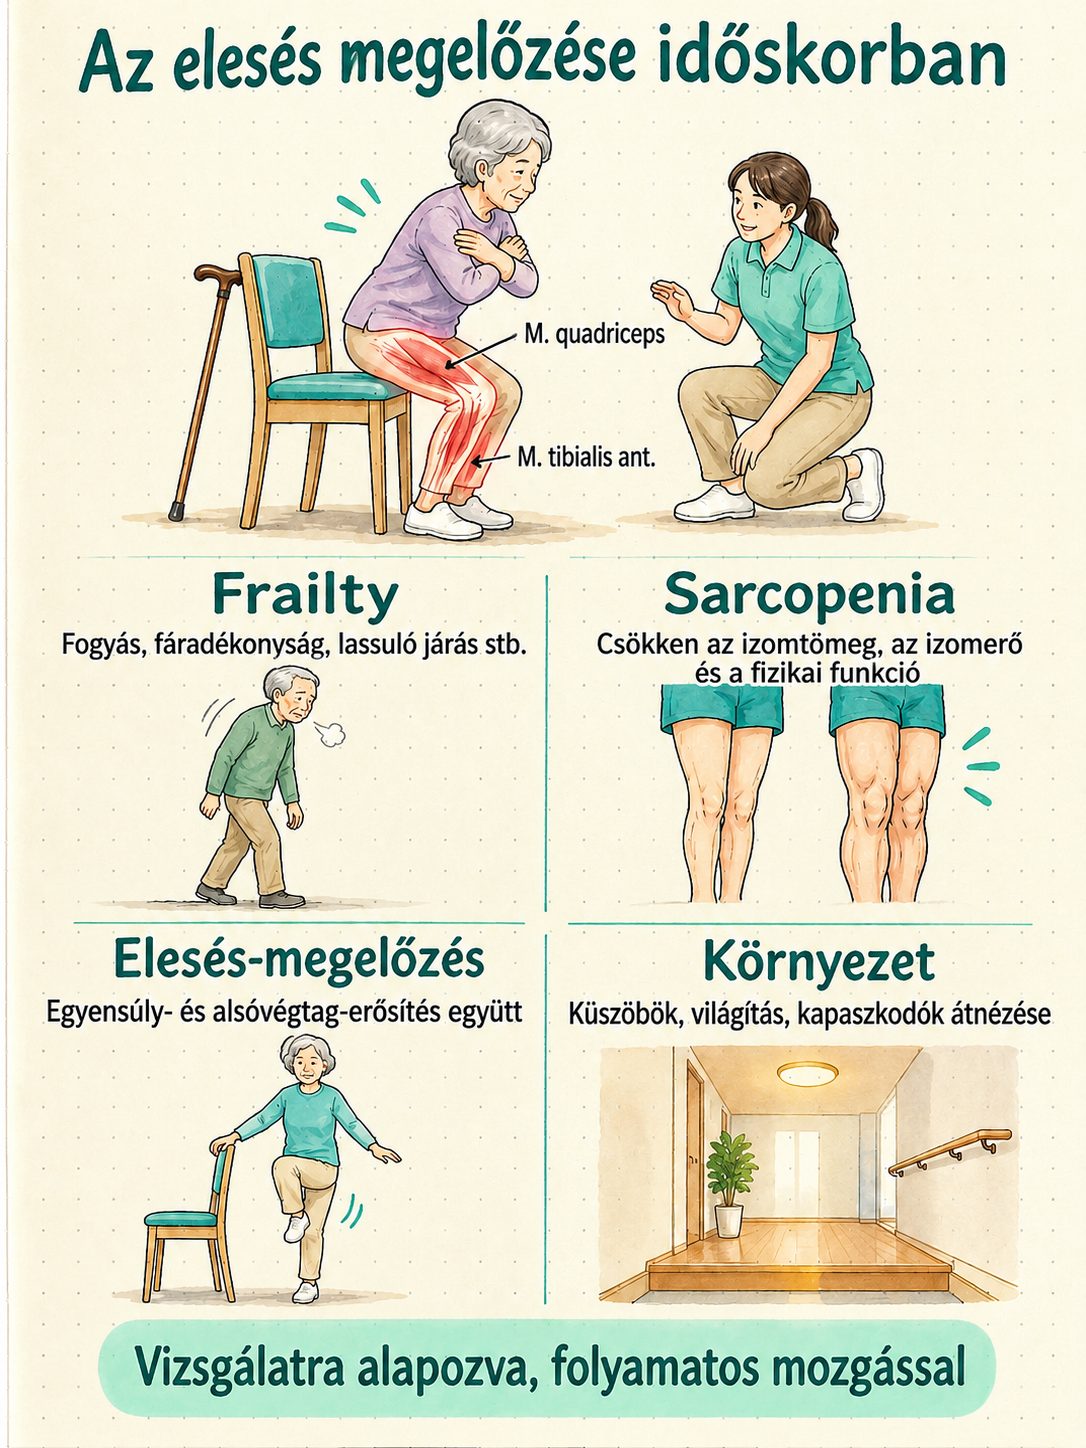 Az elesés megelőzése időskorban
M. quadriceps
M. tibialis ant.
Frailty
Fogyás, fáradékonyság, lassuló járás stb.
Sarcopenia
Csökken az izomtömeg, az izomerő
és a fizikai funkció
Elesés-megelőzés
Egyensúly- és alsóvégtag-erősítés együtt
Környezet
Küszöbök, világítás, kapaszkodók átnézése
Vizsgálatra alapozva, folyamatos mozgással